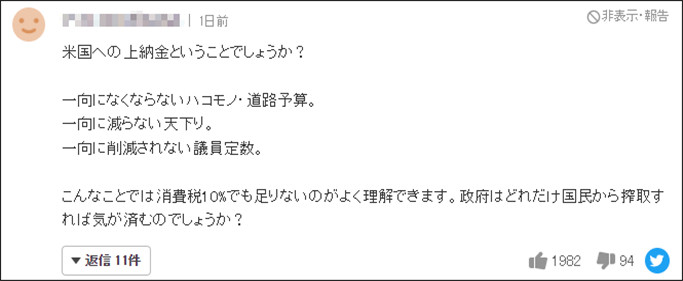 1日前
非表示・報告
米国への上納金ということでしょうか？
一向になくならないハコモノ・道路予算。
一向に減らない天下り。
一向に削減されない議員定数。
こんなことでは消費税10%でも足りないのがよく理解できます。政府はどれだけ国民から搾取す
れば気が済むのでしょうか？
▼返信 11件
1982
94